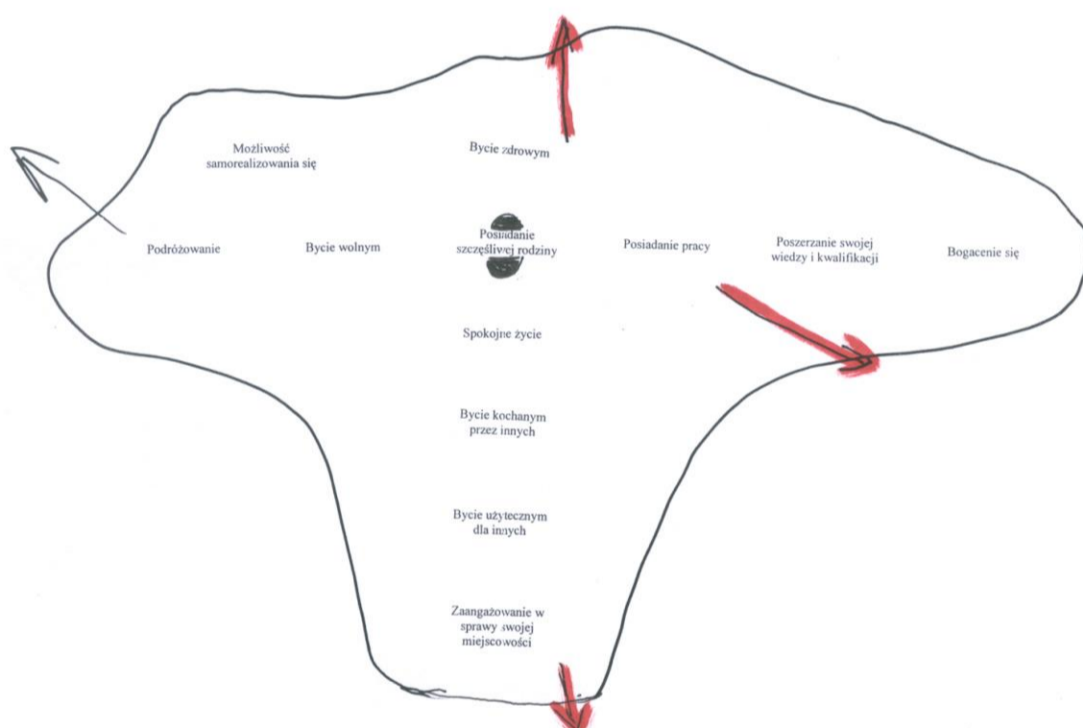 Możliwość
samorealizowania się
Bycie zdrowym
Podróżowanie
Bycie wolnym
Posiadanie
szczęśliwej rodziny
Posiadanie pracy
Poszerzanie swojej
wiedzy i kwalifikacji
Bogacenie się
Spokojne życie
Bycie kochanym
przez innych
Bycie użytecznym
dla innych
Zaangażowanie w
sprawy swojej
miejscowości